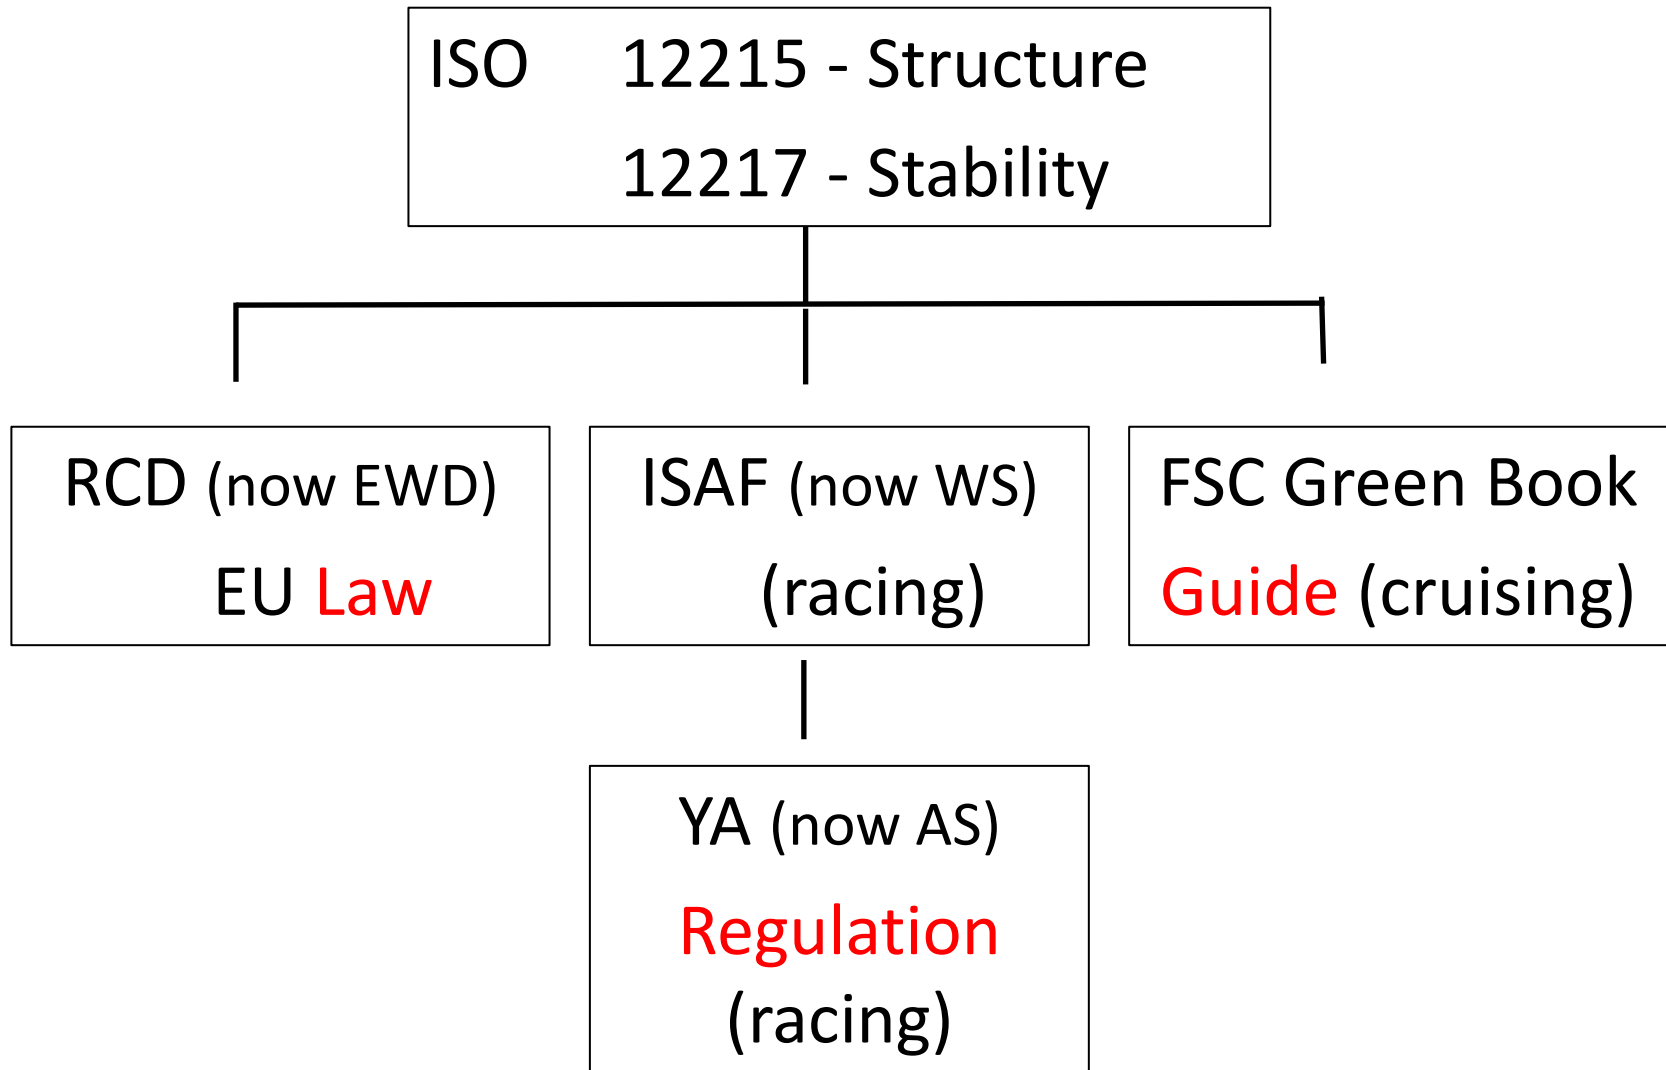 ISO 12215 - Structure
12217 - Stability
RCD (now EWD)
EU Law
ISAF (now WS)
(racing)
FSC Green Book
Guide (cruising)
YA (now AS)
Regulation
(racing)